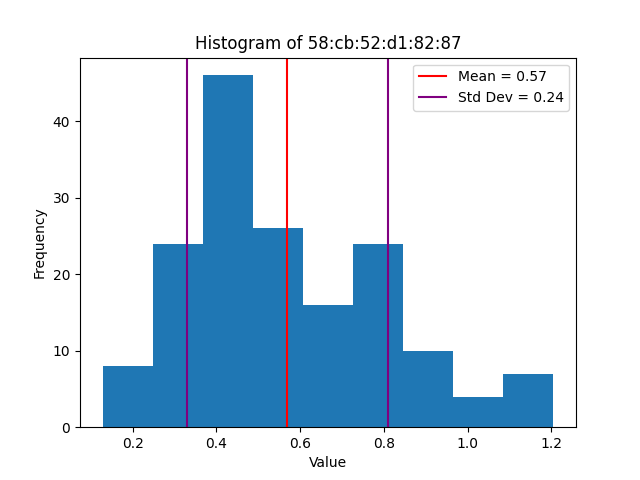 Histogram of 58:cb:52:d1:82:87
Mean = 0.57
Std Dev = 0.24
Frequency
40
30
20
10
0
0.2 0.4 0.6 0.8 1.0 1.2
Value